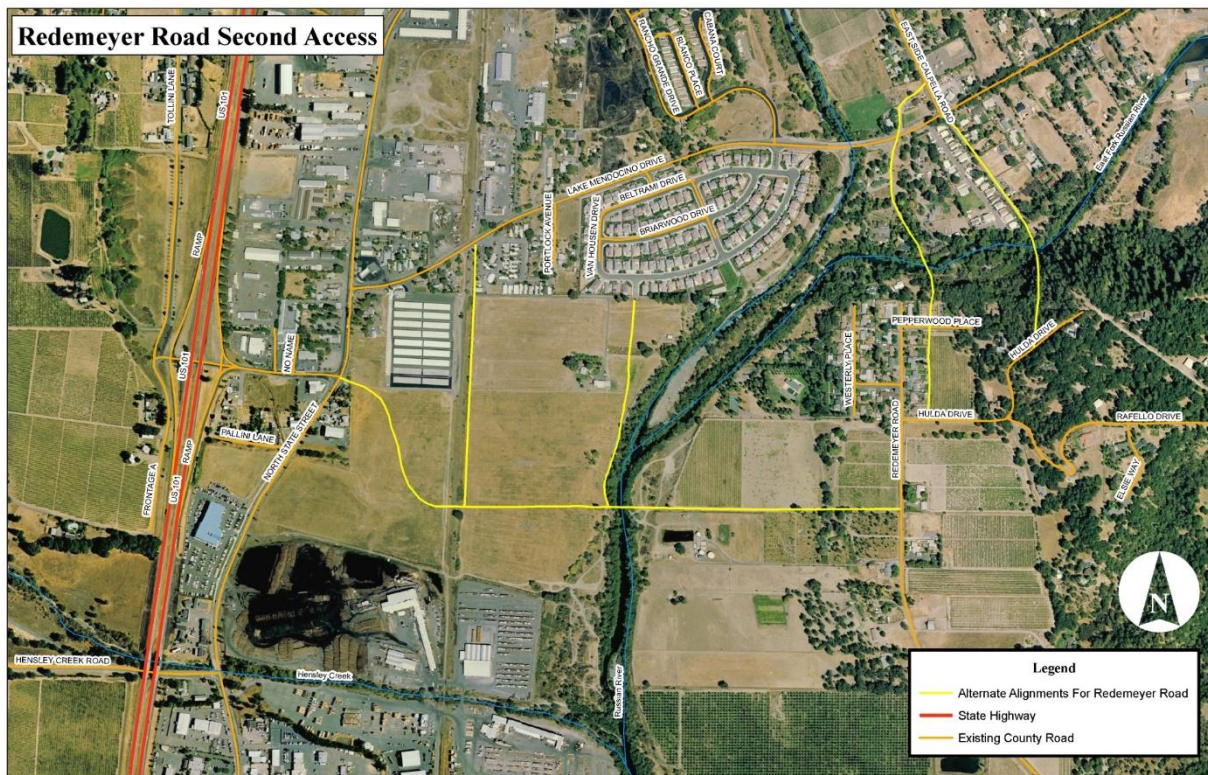 Redemeyer Road Second Access
TOLLINI LANE
US 101
RAMP
RANCHO GRANDE DRIVE
BLANCO PLACE
CABANA COURT
EAST SIDE CALPELLA ROAD
East Fork Russian River
LAKE MENDOCINO DRIVE
BELTRAMI DRIVE
BRIARWOOD DRIVE
VAN HOUSEN DRIVE
PORTLOCK AVENUE
US 101
NO NAME
PEPPERWOOD PLACE
HULDA DRIVE
WESTERLY PLACE
REDEMEYER ROAD
HULDA DRIVE
RAFELLO DRIVE
ELSIE WAY
PALLINI LANE
NORTH STATE STREET
FRONTAGE A
US 101
RAMP
N
HENSLEY CREEK ROAD
Hensley Creek
Russian River
Legend
Alternate Alignments For Redemeyer Road
State Highway
Existing County Road